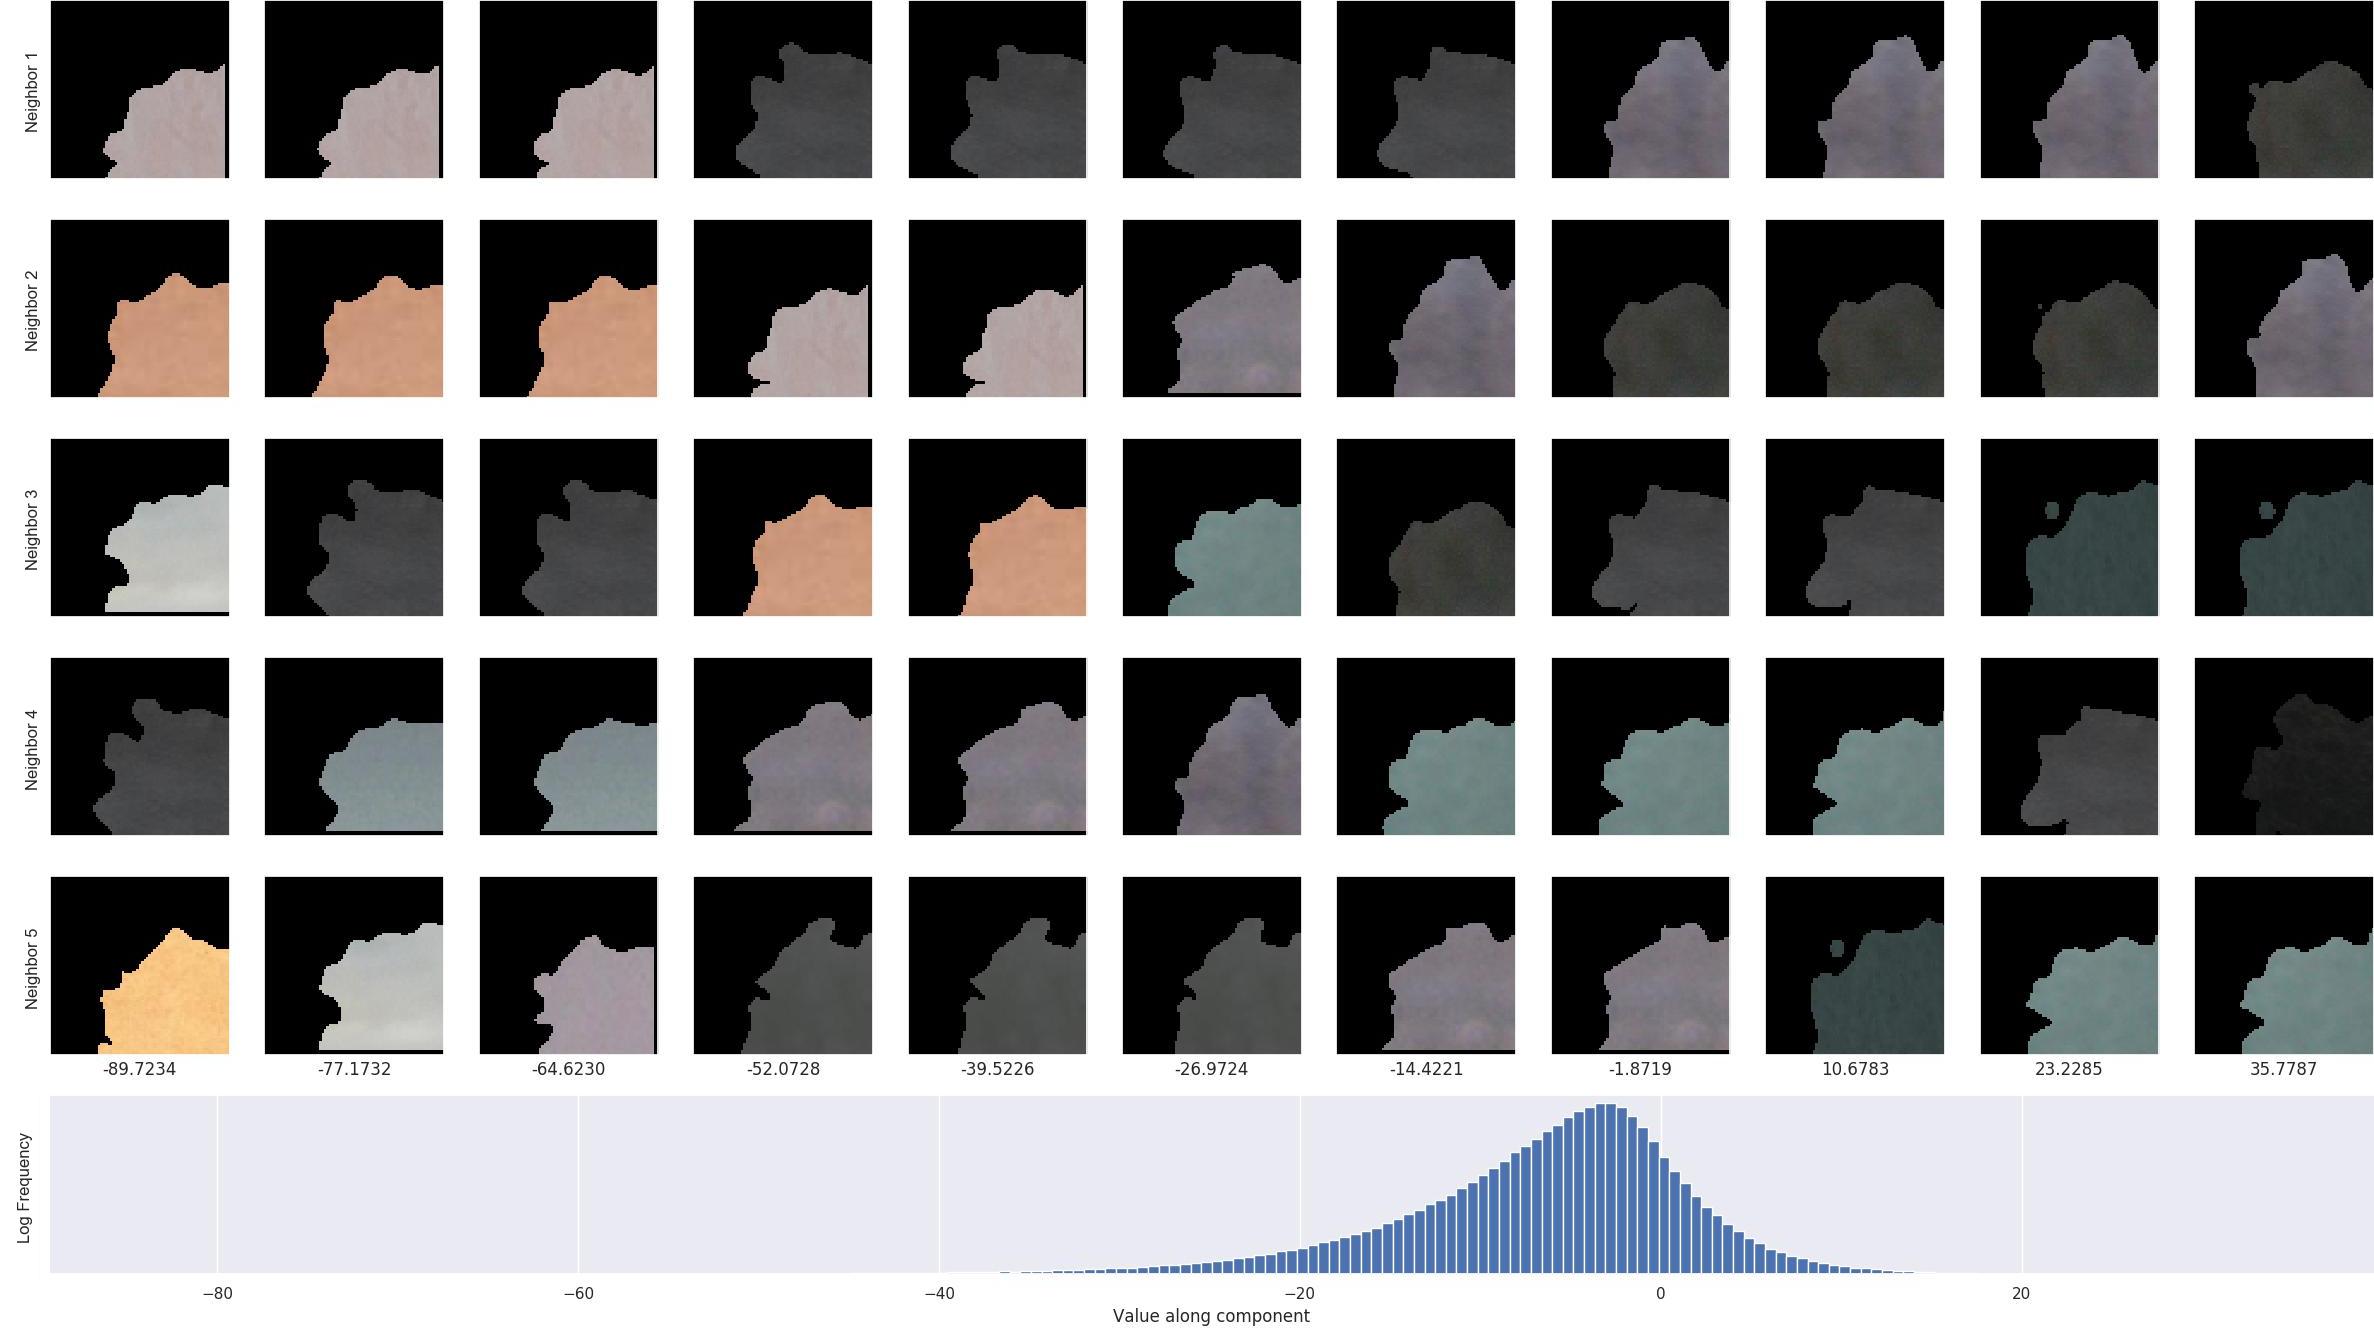 Neighbor 1
Neighbor 2
Neighbor 3
Neighbor 4
Neighbor 5
-89.7234 -77.1732 -64.6230 -52.0728 -39.5226 -26.9724 -14.4221 -1.8719 10.6783 23.2285 35.7787
Log Frequency
−80 −60 −40 −20 0 20
Value along component